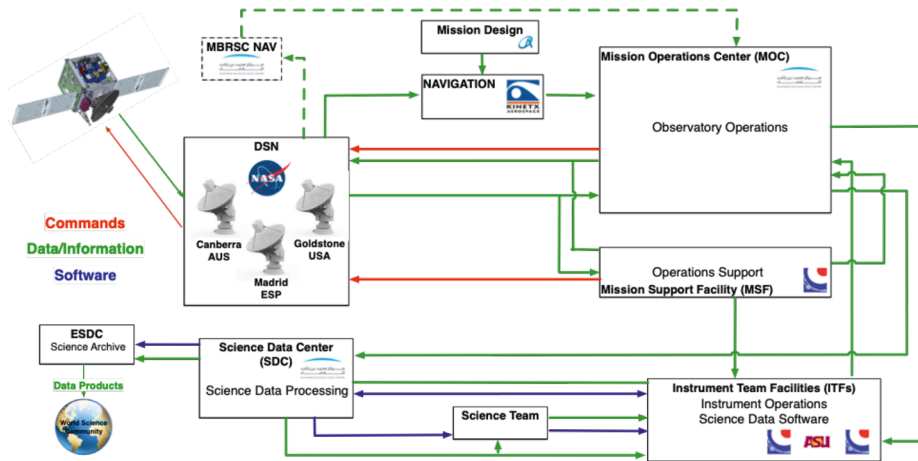 Mission Design
MBRSC NAV
NAVIGATION
KINETX
AEROSPACE
Mission Operations Center (MOC)
Observatory Operations
DSN
NASA
Canberra
AUS
Goldstone
USA
Madrid
ESP
Commands
Data/Information
Software
Operations Support
Mission Support Facility (MSF)
ESDC
Science Archive
Data Products
World Science
Community
Science Data Center
(SDC)
Science Data Processing
Science Team
Instrument Team Facilities (ITFs)
Instrument Operations
Science Data Software
ASU